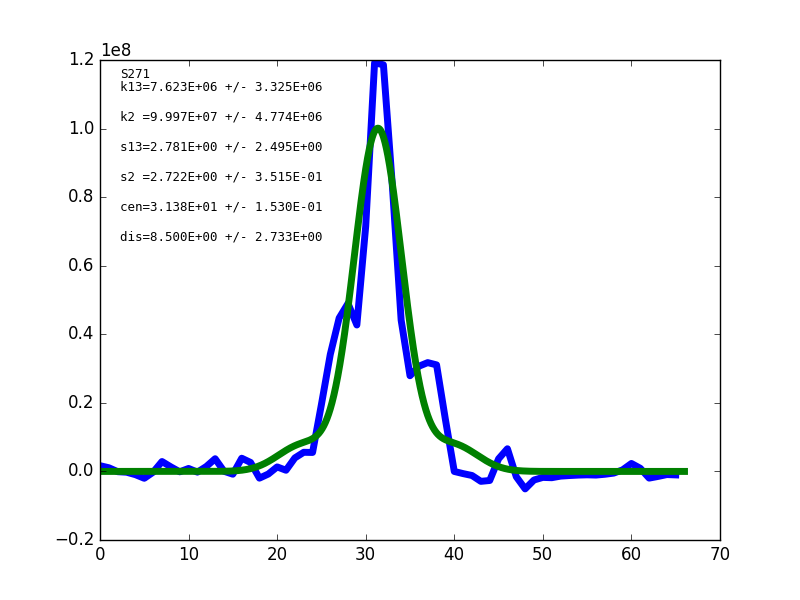 1e8
S271
k13=7.623E+06 +/- 3.325E+06
k2 =9.997E+07 +/- 4.774E+06
s13=2.781E+00 +/- 2.495E+00
s2 =2.722E+00 +/- 3.515E-01
cen=3.138E+01 +/- 1.530E-01
dis=8.500E+00 +/- 2.733E+00
1.2
1.0
0.8
0.6
0.4
0.2
0.0
−0.2
0 10 20 30 40 50 60 70